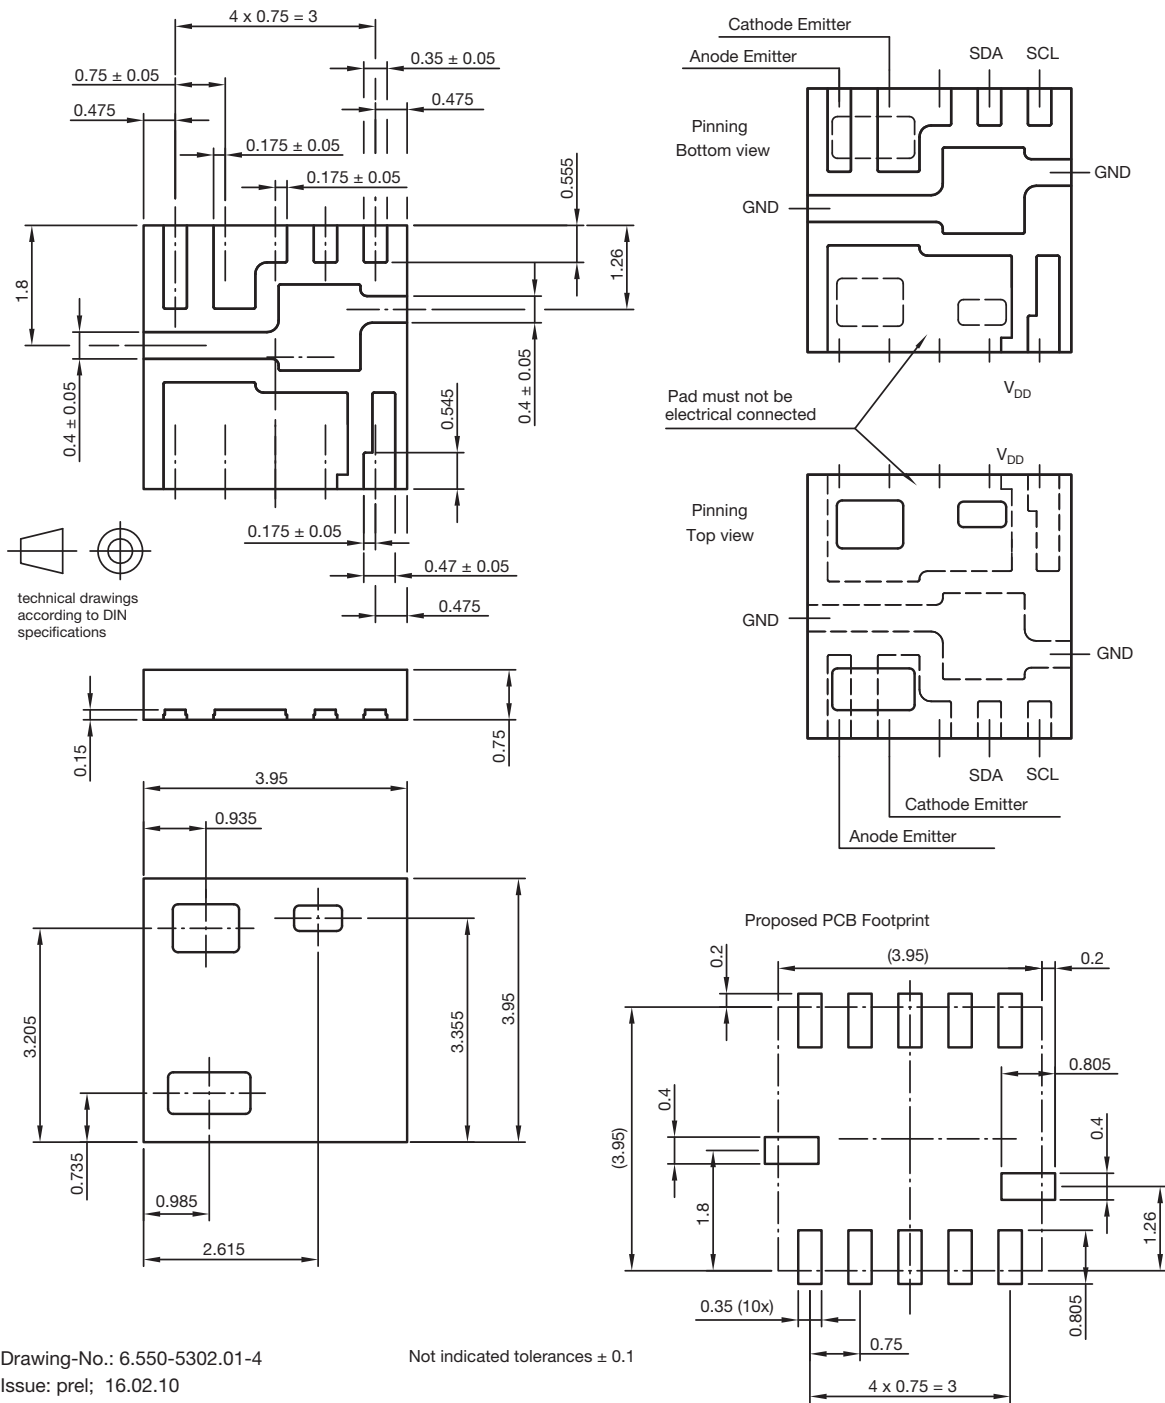 4 x 0.75 = 3
0.75 ± 0.05
0.35 ± 0.05
0.475
0.475
0.175 ± 0.05
0.175 ± 0.05
0.555
1.26
1.8
0.4 ± 0.05
0.4 ± 0.05
0.545
0.175 ± 0.05
0.47 ± 0.05
0.475
technical drawings
according to DIN
specifications
0.15
0.75
3.95
0.935
3.205
3.355
3.95
0.735
0.985
2.615
Cathode Emitter
Anode Emitter
SDA
SCL
Pinning
Bottom view
GND
GND
VDD
Pad must not be
electrical connected
VDD
Pinning
Top view
GND
GND
SDA
SCL
Cathode Emitter
Anode Emitter
Proposed PCB Footprint
0.2
(3.95)
0.2
0.805
0.4
0.4
(3.95)
1.8
1.26
0.35 (10x)
0.805
0.75
4 x 0.75 = 3
Drawing-No.: 6.550-5302.01-4
Issue: prel; 16.02.10
Not indicated tolerances ± 0.1